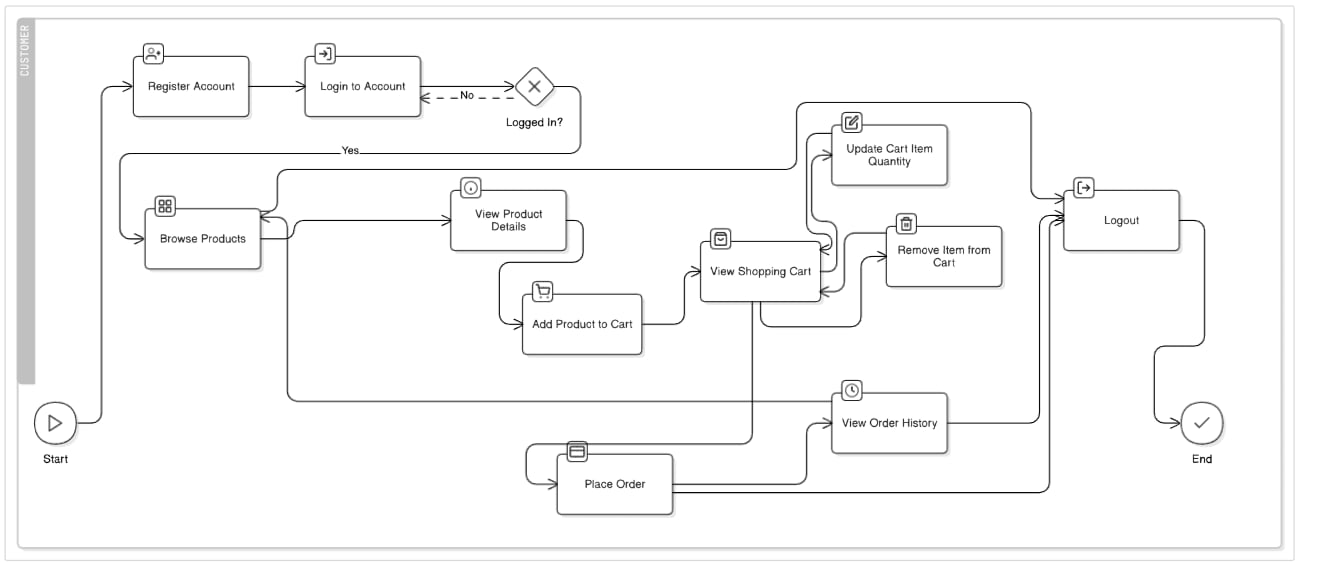 CUSTOMER
Register Account
Login to Account
No
Logged In?
Yes
Update Cart Item
Quantity
View Product
Details
Logout
Browse Products
Remove Item from
Cart
View Shopping Cart
Add Product to Cart
View Order History
Start
End
Place Order